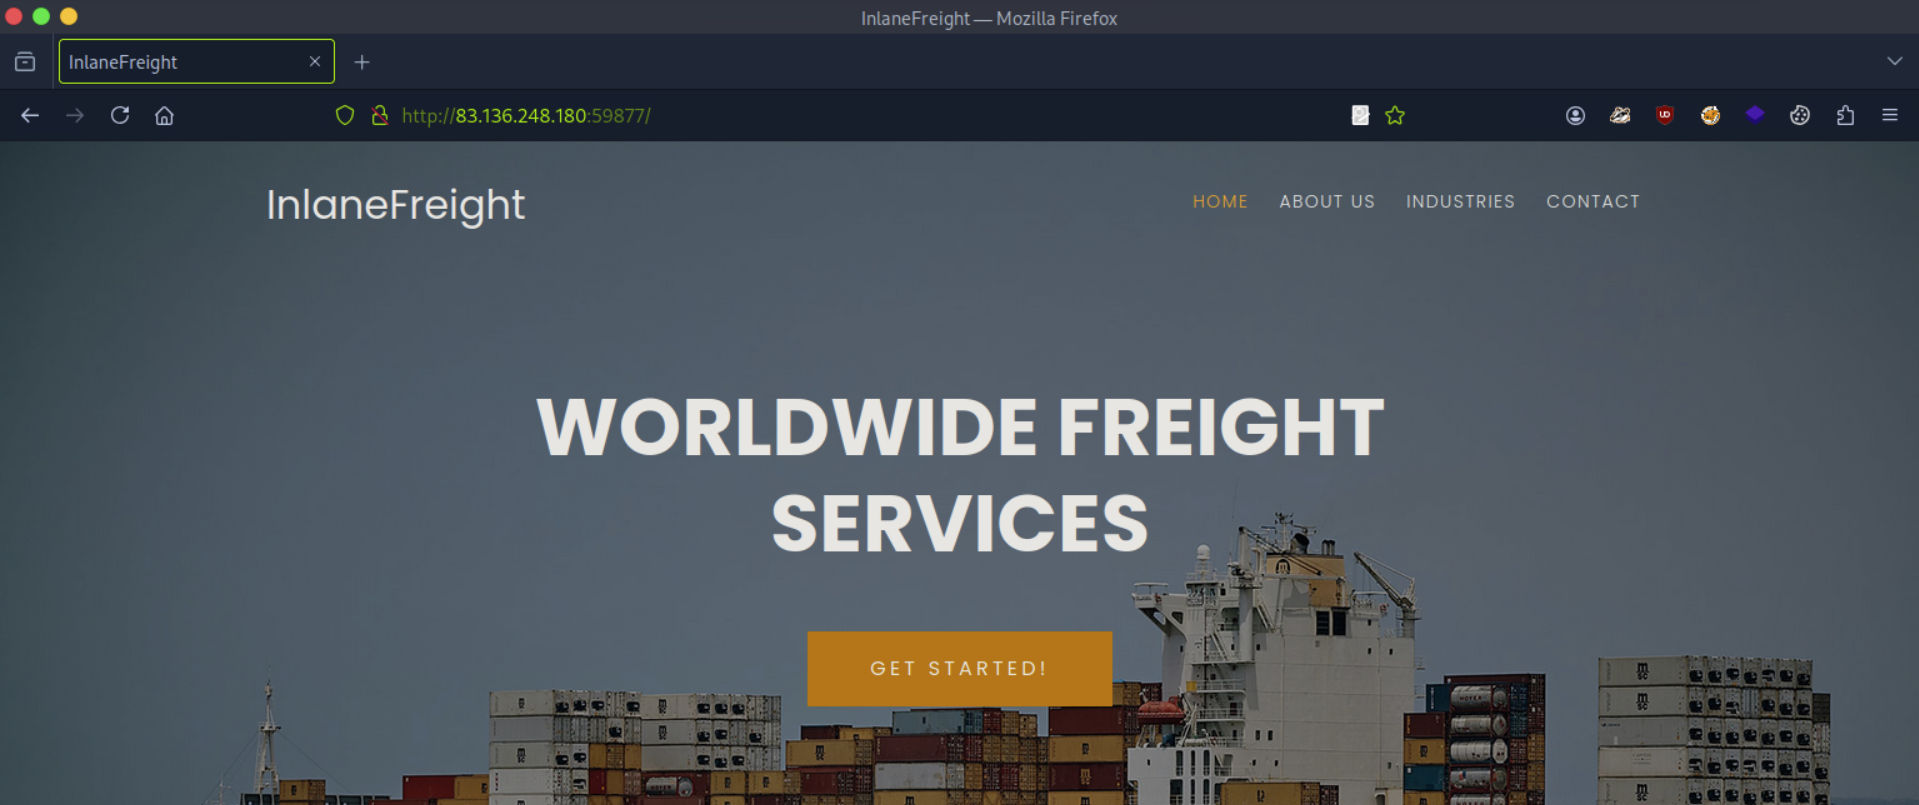 InlaneFreight — Mozilla Firefox
InlaneFreight
http://83.136.248.180:59877/
InlaneFreight
HOME ABOUT US INDUSTRIES CONTACT
WORLDWIDE FREIGHT
SERVICES
GET STARTED!